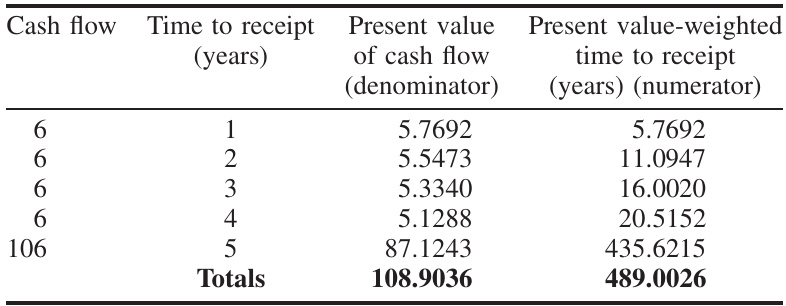 Cash flow Time to receipt Present value Present value-weighted
(years) of cash flow time to receipt
(denominator) (years) (numerator)
6 1 5.7692 5.7692
6 2 5.5473 11.0947
6 3 5.3340 16.0020
6 4 5.1288 20.5152
106 5 87.1243 435.6215
Totals 108.9036 489.0026